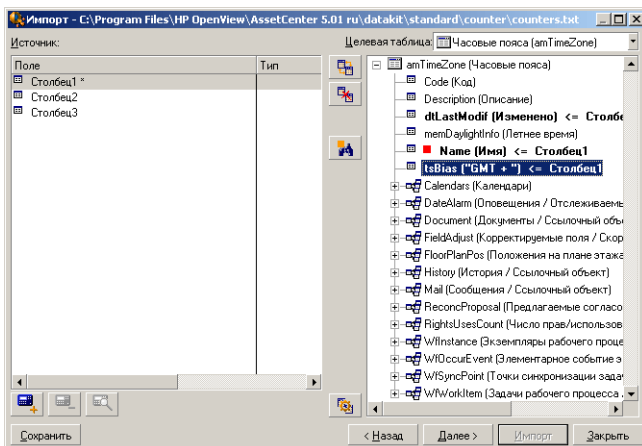 Импорт - C:\Program Files\HP OpenView\AssetCenter 5.01 ru\datakit\standard\counter\counters.txt
Источник:
Целевая таблица: Часовые пояса (amTimeZone)
Поле Тип
Столбец1 *
Столбец2
Столбец3
amTimeZone (Часовые пояса)
Code (Код)
Description (Описание)
dtLastModif (Изменено) <= Столбе
memDaylightInfo (Летнее время)
Name (Имя) <= Столбец1
tsBias ("GMT + ") <= Столбец1
Calendars (Календари)
DateAlarm (Оповещения / Отслеживаемы
Document (Документы / Ссылочный объе
FieldAdjust (Корректируемые поля / Скор
FloorPlanPos (Положения на плане этажа
History (История / Ссылочный объект)
Mail (Сообщения / Ссылочный объект)
ReconcProposal (Предлагаемые согласо
RightsUsesCount (Число прав/использов
WfInstance (Экземпляры рабочего проце
WfOccurEvent (Элементарное событие э
WfSyncPoint (Точки синхронизации зада
WfWorkItem (Задачи рабочего процесса
Сохранить
< Назад
Далее >
Импорт
Закрыть